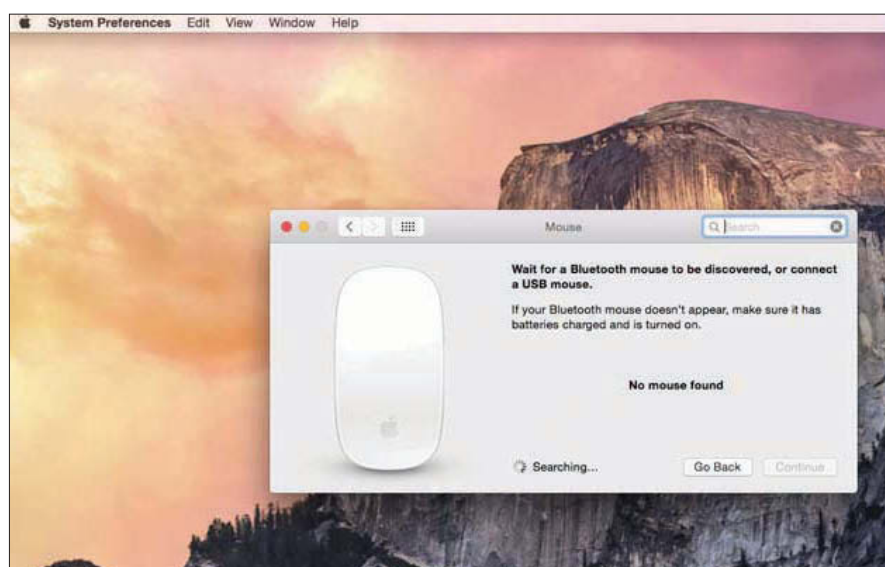 System Preferences Edit View Window Help
Mouse
Search
Wait for a Bluetooth mouse to be discovered, or connect
a USB mouse.
If your Bluetooth mouse doesn't appear, make sure it has
batteries charged and is turned on.
No mouse found
Searching...
Go Back
Continue